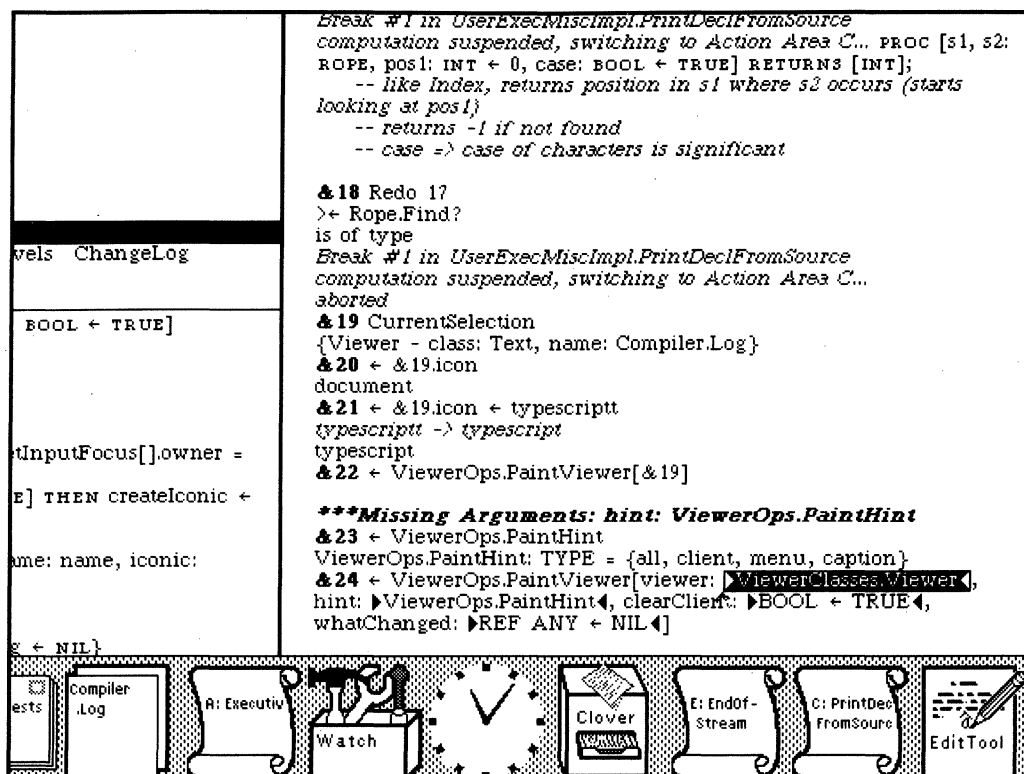 vels ChangeLog
BOOL ← TRUE]
tInputFocus[].owner =
E] THEN createIconic ←
ame: name, iconic:
g ← NIL}
Break #1 in UserExecMiscImpl.PrintDeclFromSource
computation suspended, switching to Action Area C... PROC [s1, s2:
ROPE, pos1: INT ← 0, case: BOOL ← TRUE] RETURNS [INT];
-- like Index, returns position in s1 where s2 occurs (starts
looking at pos1)
-- returns -1 if not found
-- case => case of characters is significant
&18 Redo 17
>← Rope.Find?
is of type
Break #1 in UserExecMiscImpl.PrintDeclFromSource
computation suspended, switching to Action Area C...
aborted
&19 CurrentSelection
{Viewer - class: Text, name: Compiler.Log}
&20 ← &19.icon
document
&21 ← &19.icon ← typescriptt
typescriptt -> typescript
typescript
&22 ← ViewerOps.PaintViewer[&19]
***Missing Arguments: hint: ViewerOps.PaintHint
&23 ← ViewerOps.PaintHint
ViewerOps.PaintHint: TYPE = {all, client, menu, caption}
&24 ← ViewerOps.PaintViewer[viewer: ▶ViewerClasses.Viewer◀,
hint: ▶ViewerOps.PaintHint◀, clearClient: ▶BOOL ← TRUE◀,
whatChanged: ▶REF ANY ← NIL◀]
ests
Compiler
.Log
A: Executiv
Watch
Clover
E: EndOf-
Stream
C: PrintDec
FromSourc
EditTool